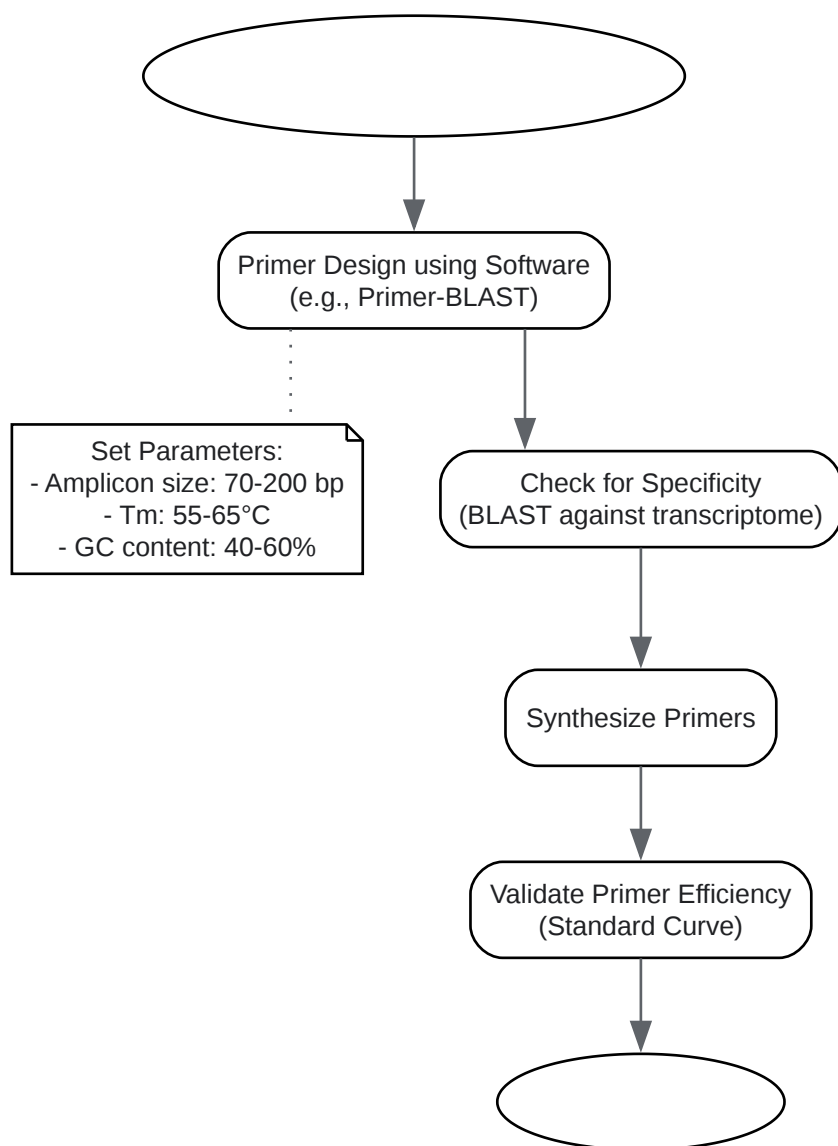 Primer Design using Software
(e.g., Primer-BLAST)
Set Parameters:
- Amplicon size: 70-200 bp
- Tm: 55-65°C
- GC content: 40-60%
Check for Specificity
(BLAST against transcriptome)
Synthesize Primers
Validate Primer Efficiency
(Standard Curve)